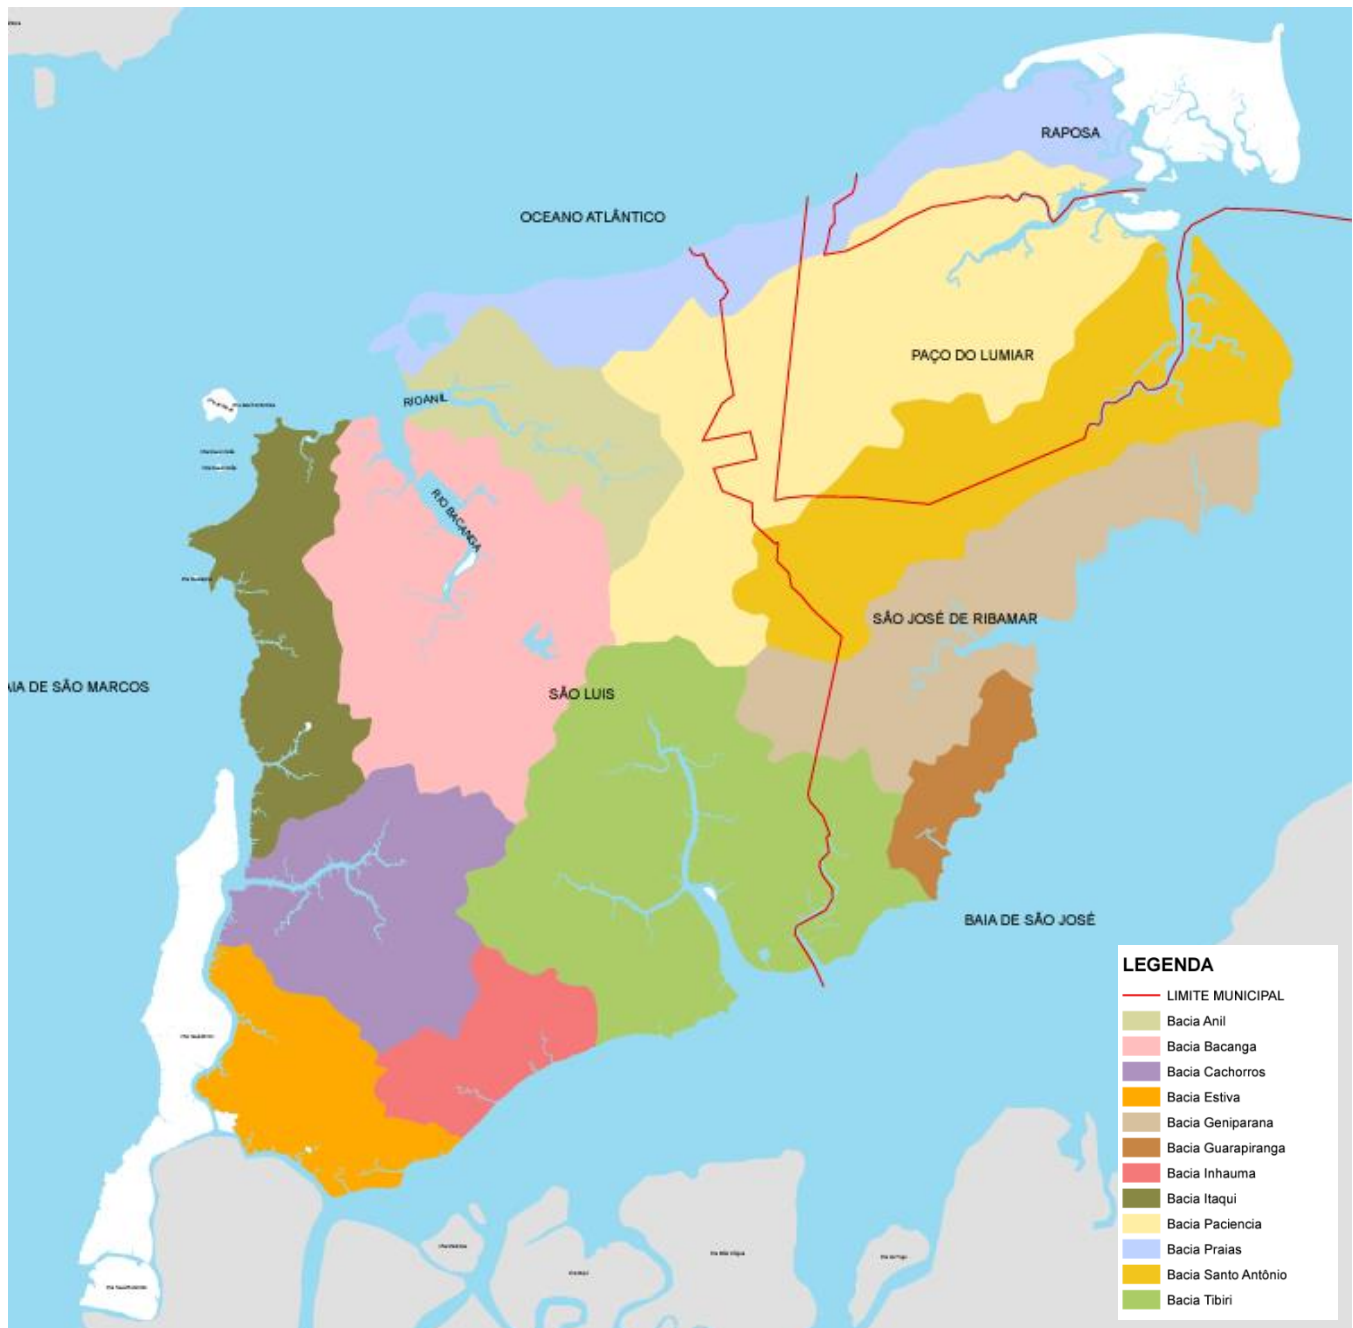 RAPOSA
OCEANO ATLÂNTICO
PAÇO DO LUMIAR
RIO ANIL
RIO BACANGA
SÃO JOSÉ DE RIBAMAR
AIA DE SÃO MARCOS
SÃO LUIS
BAIA DE SÃO JOSÉ
LEGENDA
LIMITE MUNICIPAL
Bacia Anil
Bacia Bacanga
Bacia Cachorros
Bacia Estiva
Bacia Geniparana
Bacia Guarapiranga
Bacia Inhauma
Bacia Itaqui
Bacia Paciencia
Bacia Praias
Bacia Santo Antônio
Bacia Tibiri